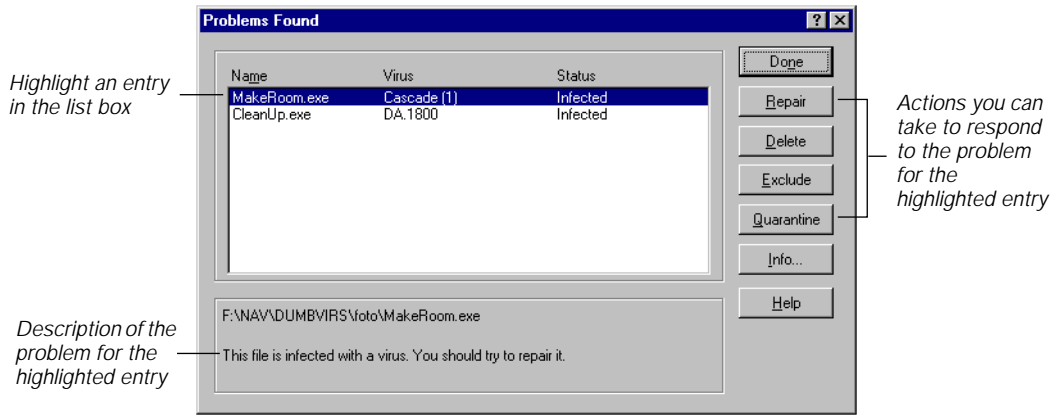 Problems Found
Highlight an entry
in the list box
Name Virus Status
MakeRoom.exe Cascade (1) Infected
CleanUp.exe DA.1800 Infected
Done
Repair
Delete
Exclude
Quarantine
Info...
Help
Actions you can
take to respond
to the problem
for the
highlighted entry
Description of the
problem for the
highlighted entry
F:\NAV\DUMBVIRS\foto\MakeRoom.exe
This file is infected with a virus. You should try to repair it.